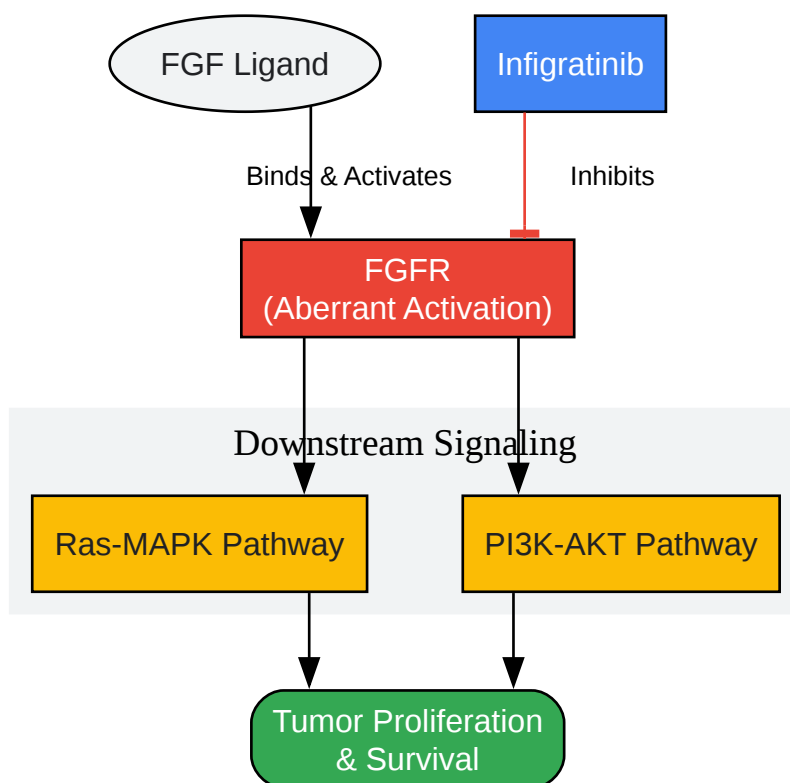 FGF Ligand
Infigratinib
Binds & Activates
Inhibits
FGFR
(Aberrant Activation)
Downstream Signaling
Ras-MAPK Pathway
PI3K-AKT Pathway
Tumor Proliferation
& Survival